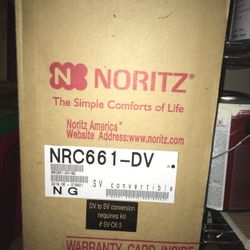 NORITZ®
The Simple Comforts of Life
Noritz America®
Website Address:www.noritz.com
NRC661-DV
SV convertible
NG
DV to SV conversion
requires kit
# SV-CK-3
WARRANTY CARD INSIDE